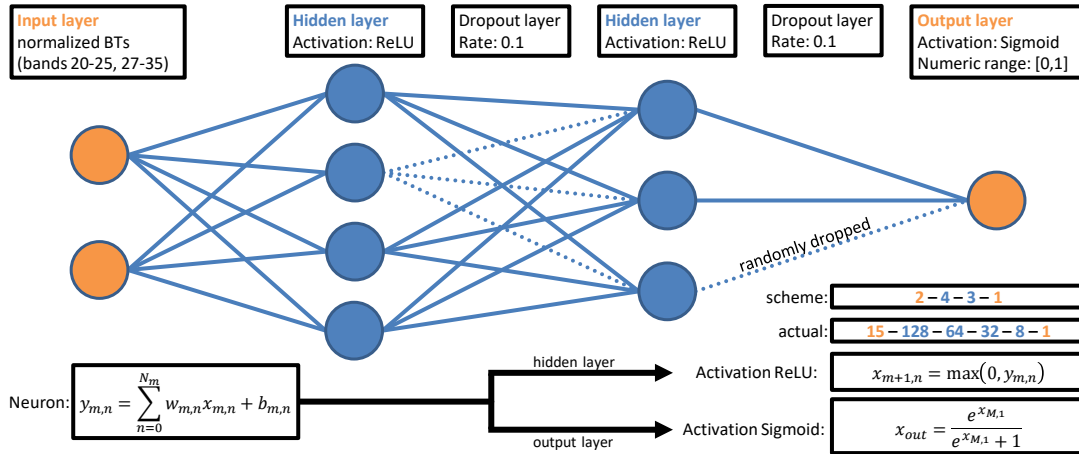 Input layer
normalized BTs
(bands 20-25, 27-35)
Hidden layer
Activation: ReLU
Dropout layer
Rate: 0.1
Hidden layer
Activation: ReLU
Dropout layer
Rate: 0.1
Output layer
Activation: Sigmoid
Numeric range: [0,1]
randomly dropped
scheme: 2 – 4 – 3 – 1
actual: 15 – 128 – 64 – 32 – 8 – 1
Neuron: y_{m,n} = \sum_{n=0}^{N_m} w_{m,n} x_{m,n} + b_{m,n}
hidden layer
Activation ReLU: x_{m+1,n} = max(0, y_{m,n})
output layer
Activation Sigmoid: x_{out} = \frac{e^{x_{M,1}}}{e^{x_{M,1}} + 1}